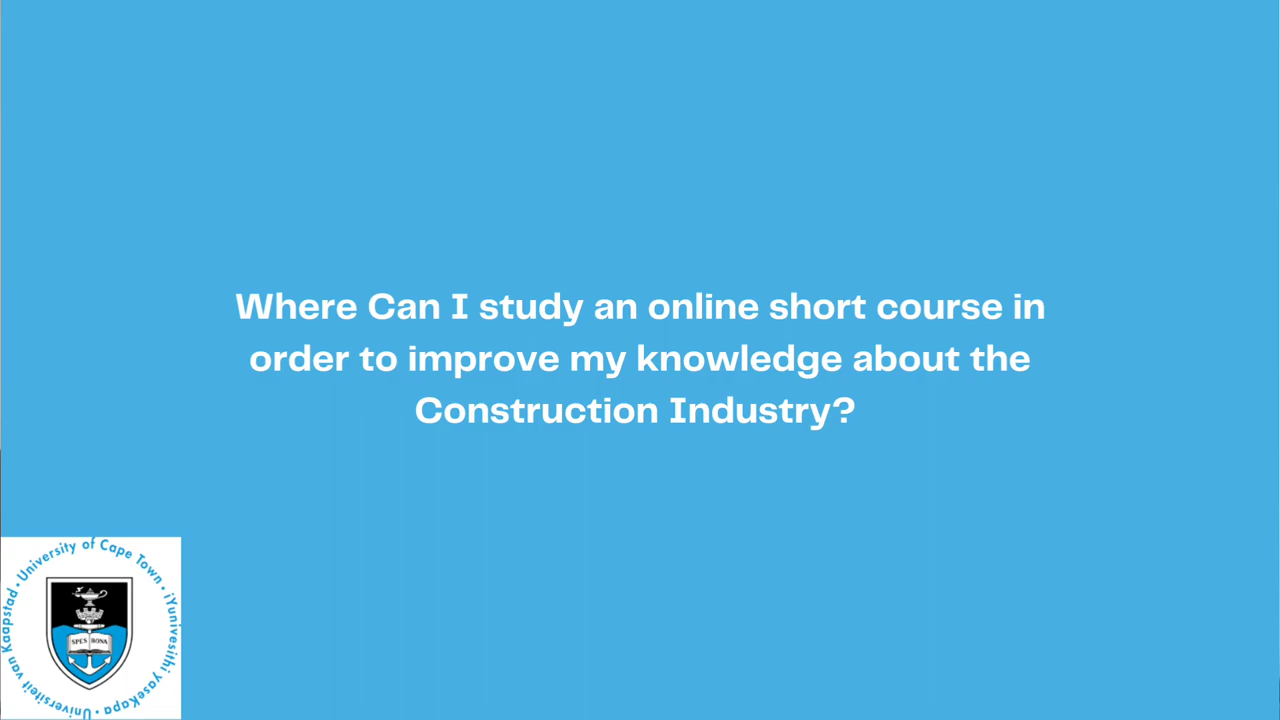 Where Can I study an online short course in
order to improve my knowledge about the
Construction Industry?
University of Cape Town · iYunivesithi yaseKapa · Universiteit van Kaapstad ·
SPES BONA